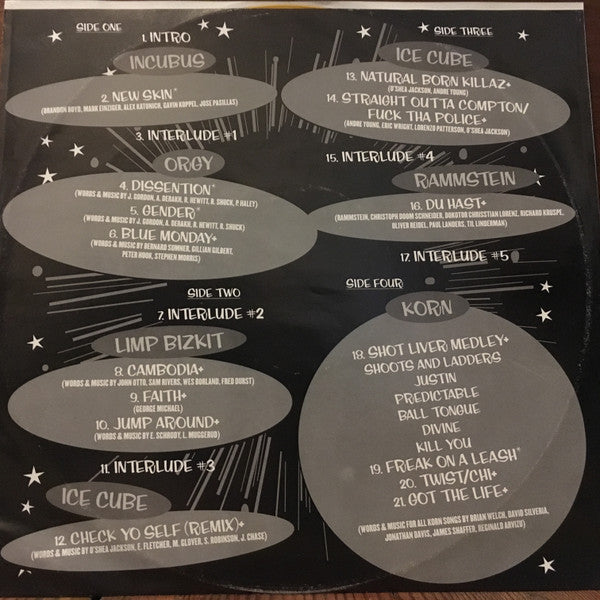 SIDE ONE
1. INTRO
INCUBUS
2. NEW SKIN*
(BRANDON BOYD, MARK EINZIGER, ALEX KATUNICH, GAVIN KOPPEL, JOSE PASILLAS)
3. INTERLUDE #1
ORGY
4. DISSENTION*
(WORDS & MUSIC BY J. GORDON, A. DERAKH, R. HEWITT, B. SHUCK, P. HALEY)
5. GENDER*
(WORDS & MUSIC BY J. GORDON, A. DERAKH, R. HEWITT, B. SHUCK)
6. BLUE MONDAY+
(WORDS & MUSIC BY BERNARD SUMNER, GILLIAN GILBERT,
PETER HOOK, STEPHEN MORRIS)
SIDE TWO
7. INTERLUDE #2
LIMP BIZKIT
8. CAMBODIA+
(WORDS & MUSIC BY JOHN OTTO, SAM RIVERS, WES BORLAND, FRED DURST)
9. FAITH+
(GEORGE MICHAEL)
10. JUMP AROUND+
(WORDS & MUSIC BY E. SCHRODY, L. MUGGERUD)
11. INTERLUDE #3
ICE CUBE
12. CHECK YO SELF (REMIX)+
(WORDS & MUSIC BY O'SHEA JACKSON, E. FLETCHER, M. GLOVER, S. ROBINSON, J. CHASE)
SIDE THREE
ICE CUBE
13. NATURAL BORN KILLAZ+
(O'SHEA JACKSON, ANDRE YOUNG)
14. STRAIGHT OUTTA COMPTON/
FUCK THA POLICE+
(ANDRE YOUNG, ERIC WRIGHT, LORENZO PATTERSON, O'SHEA JACKSON)
15. INTERLUDE #4
RAMMSTEIN
16. DU HAST+
(RAMMSTEIN, CHRISTOPH DOOM SCHNEIDER, DOKOTOR CHRISSTIAN LORENZ, RICHARD KRUSPE,
OLIVER REIDEL, PAUL LANDERS, TIL LINDERMAN)
17. INTERLUDE #5
SIDE FOUR
KORN
18. SHOT LIVER MEDLEY+
SHOOTS AND LADDERS
JUSTIN
PREDICTABLE
BALL TONGUE
DIVINE
KILL YOU
19. FREAK ON A LEASH*
20. TWIST/CHI+
21. GOT THE LIFE+
(WORDS & MUSIC FOR ALL KORN SONGS BY BRIAN WELCH, DAVID SILVERIA,
JONATHAN DAVIS, JAMES SHAFFER, REGINALD ARVIZU)